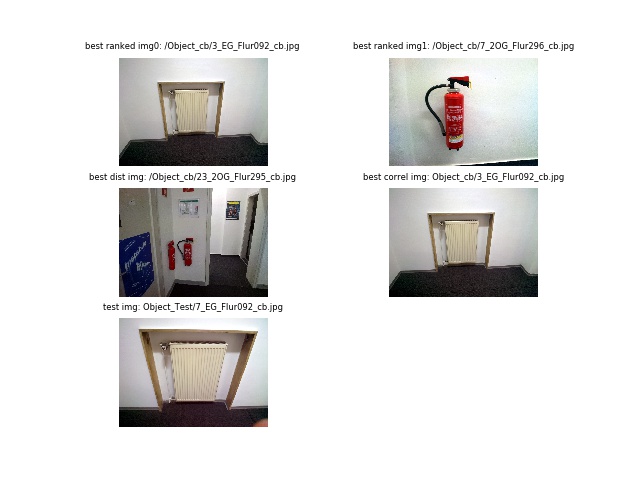 best ranked img0: /Object_cb/3_EG_Flur092_cb.jpg
best ranked img1: /Object_cb/7_2OG_Flur296_cb.jpg
best dist img: /Object_cb/23_2OG_Flur295_cb.jpg
best correl img: Object_cb/3_EG_Flur092_cb.jpg
test img: Object_Test/7_EG_Flur092_cb.jpg